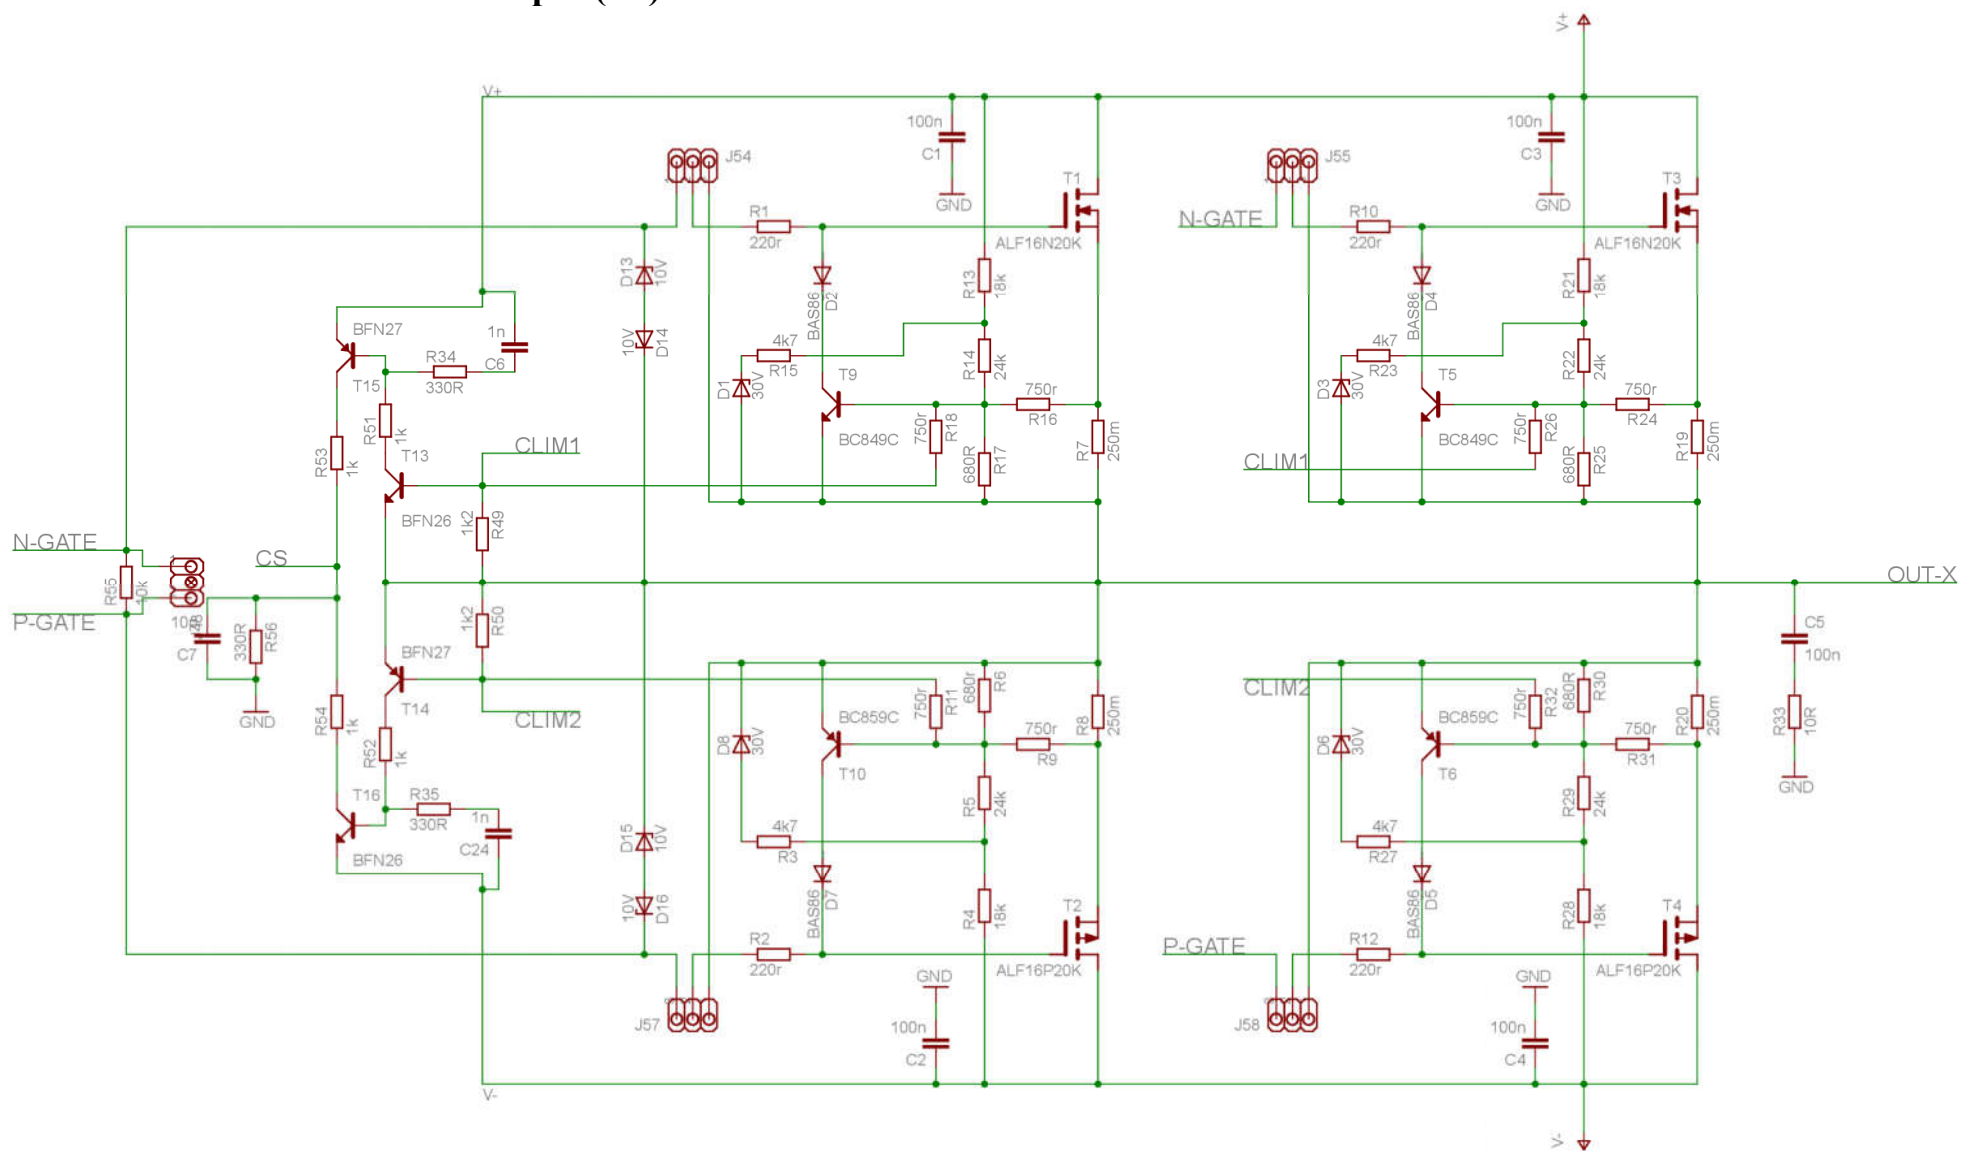 V+
V+
100n
C1
GND
100n
C3
GND
J54
J55
T1
T3
R1
220r
N-GATE
R10
220r
ALF16N20K
ALF16N20K
D13
10V
BAS86
D2
R13
18k
BAS86
D4
R21
18k
BFN27
1n
C6
10V
D14
R34
330R
T15
4k7
R15
R14
24k
4k7
R23
R22
24k
D1
30V
T9
750r
R16
D3
30V
T5
750r
R24
R51
1k
BC849C
750r
R18
BC849C
750r
R26
R7
250m
R19
250m
CLIM1
T13
R53
1k
680R
R17
CLIM1
680R
R25
BFN26
1k2
R49
N-GATE
CS
R55
10k
OUT-X
P-GATE
C7
330R
R56
1k2
R50
C5
100n
BFN27
CLIM2
T14
CLIM2
GND
R54
1k
R52
1k
BC859C
750r
R11
680r
R6
R8
250m
BC859C
750r
R32
680R
R30
R20
250m
R33
10R
D8
30V
T10
750r
R9
D6
30V
T6
750r
R31
GND
T16
R35
330R
1n
C24
BFN26
R5
24k
R29
24k
D15
10V
4k7
R3
4k7
R27
10V
D16
BAS86
D7
R4
18k
BAS86
D5
R28
18k
T2
T4
R2
220r
P-GATE
R12
220r
ALF16P20K
ALF16P20K
GND
GND
J57
J58
100n
C2
100n
C4
V-
V-